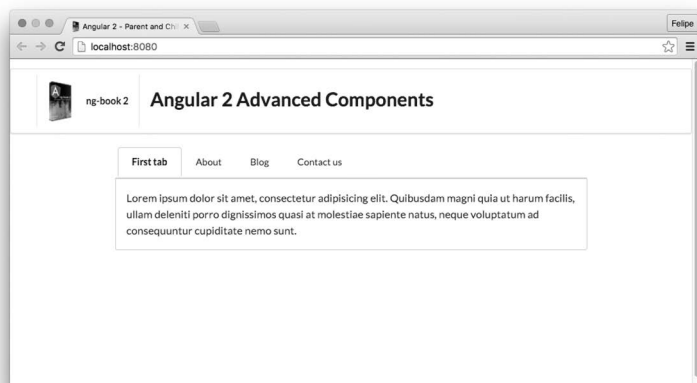 Angular 2 - Parent and Chi
Felipe
localhost:8080
ng-book 2
Angular 2 Advanced Components
First tab
About
Blog
Contact us
Lorem ipsum dolor sit amet, consectetur adipisicing elit. Quibusdam magni quia ut harum facilis,
ullam deleniti porro dignissimos quasi at molestiae sapiente natus, neque voluptatum ad
consequuntur cupiditate nemo sunt.